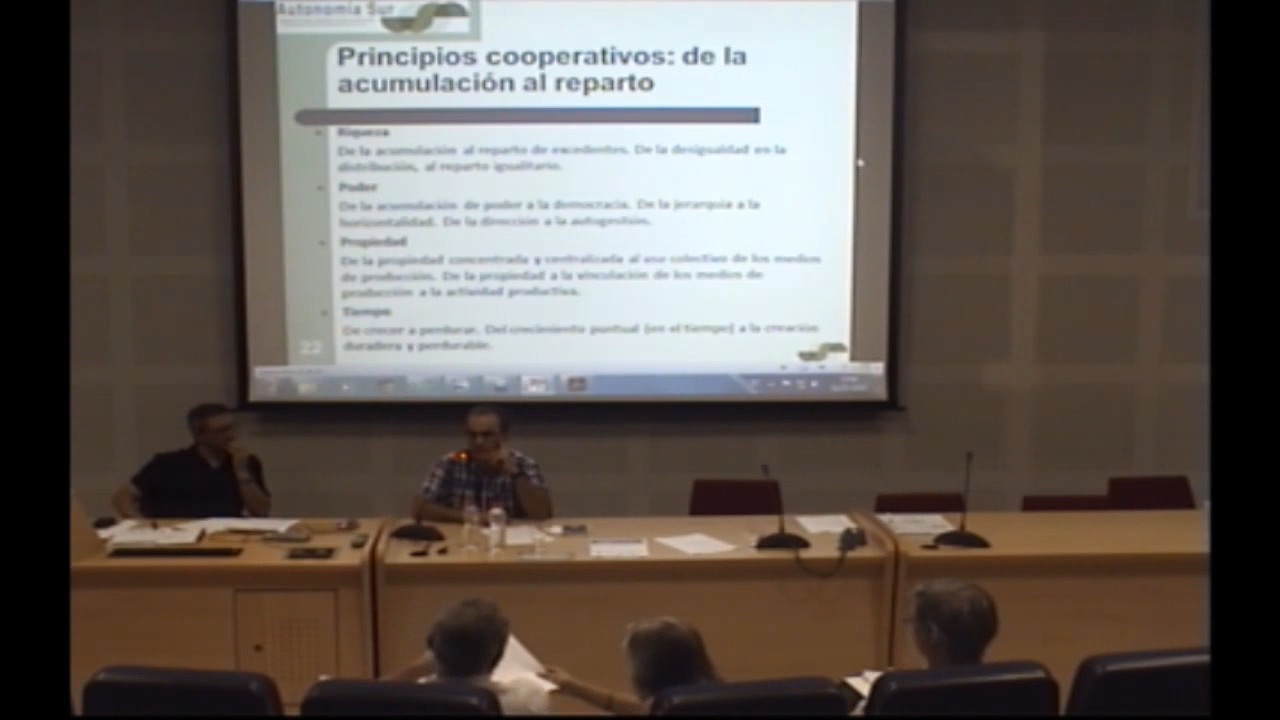 Autonomía Sur
Principios cooperativos: de la
acumulación al reparto
Riqueza
De la acumulación al reparto de excedentes. De la desigualdad en la
distribución, al reparto igualitario.
Poder
De la acumulación de poder a la democracia. De la jerarquía a la
horizontalidad. De la dirección a la autogestión.
Propiedad
De la propiedad concentrada y centralizada al uso colectivo de los medios
de producción. De la propiedad a la vinculación de los medios de
producción a la actividad productiva.
Tiempo
De crecer a perdurar. Del crecimiento puntual (en el tiempo) a la creación
duradera y perdurable.
22